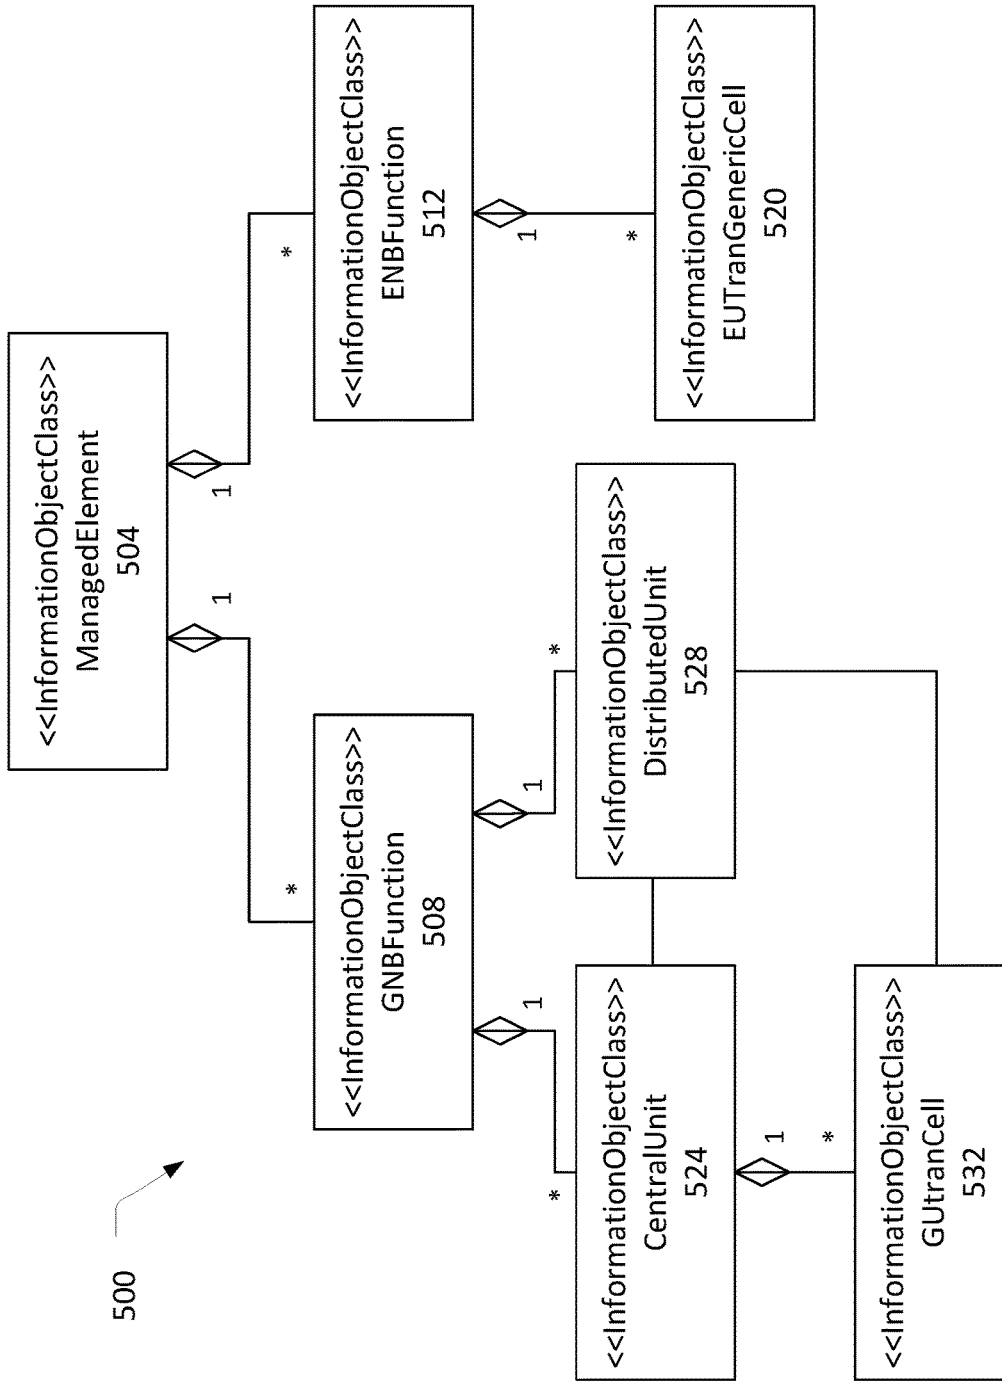 500
<<InformationObjectClass>>
ManagedElement
504
1
1
*
*
<<InformationObjectClass>>
GNBFunction
508
<<InformationObjectClass>>
ENBFunction
512
1
1
1
*
*
*
<<InformationObjectClass>>
CentralUnit
524
<<InformationObjectClass>>
DistributedUnit
528
<<InformationObjectClass>>
EUTranGenericCell
520
1
*
<<InformationObjectClass>>
GUtranCell
532